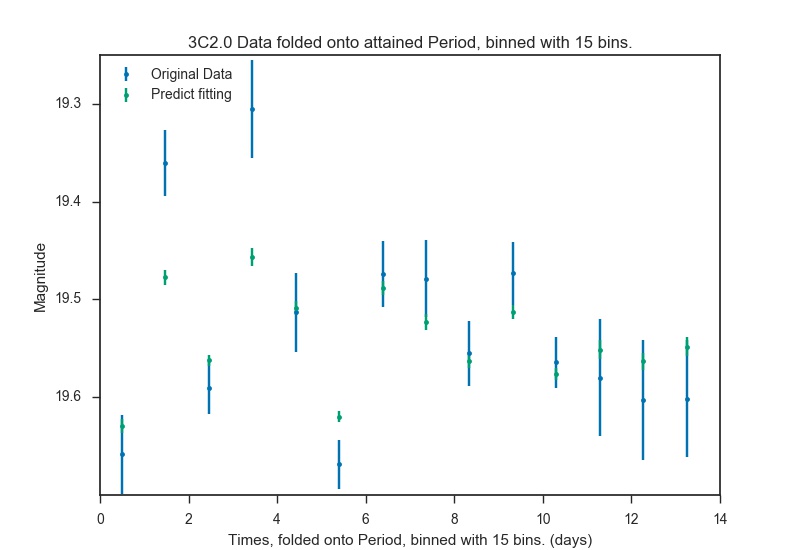 3C2.0 Data folded onto attained Period, binned with 15 bins.
Original Data
Predict fitting
19.3
19.4
19.5
19.6
Magnitude
0 2 4 6 8 10 12 14
Times, folded onto Period, binned with 15 bins. (days)